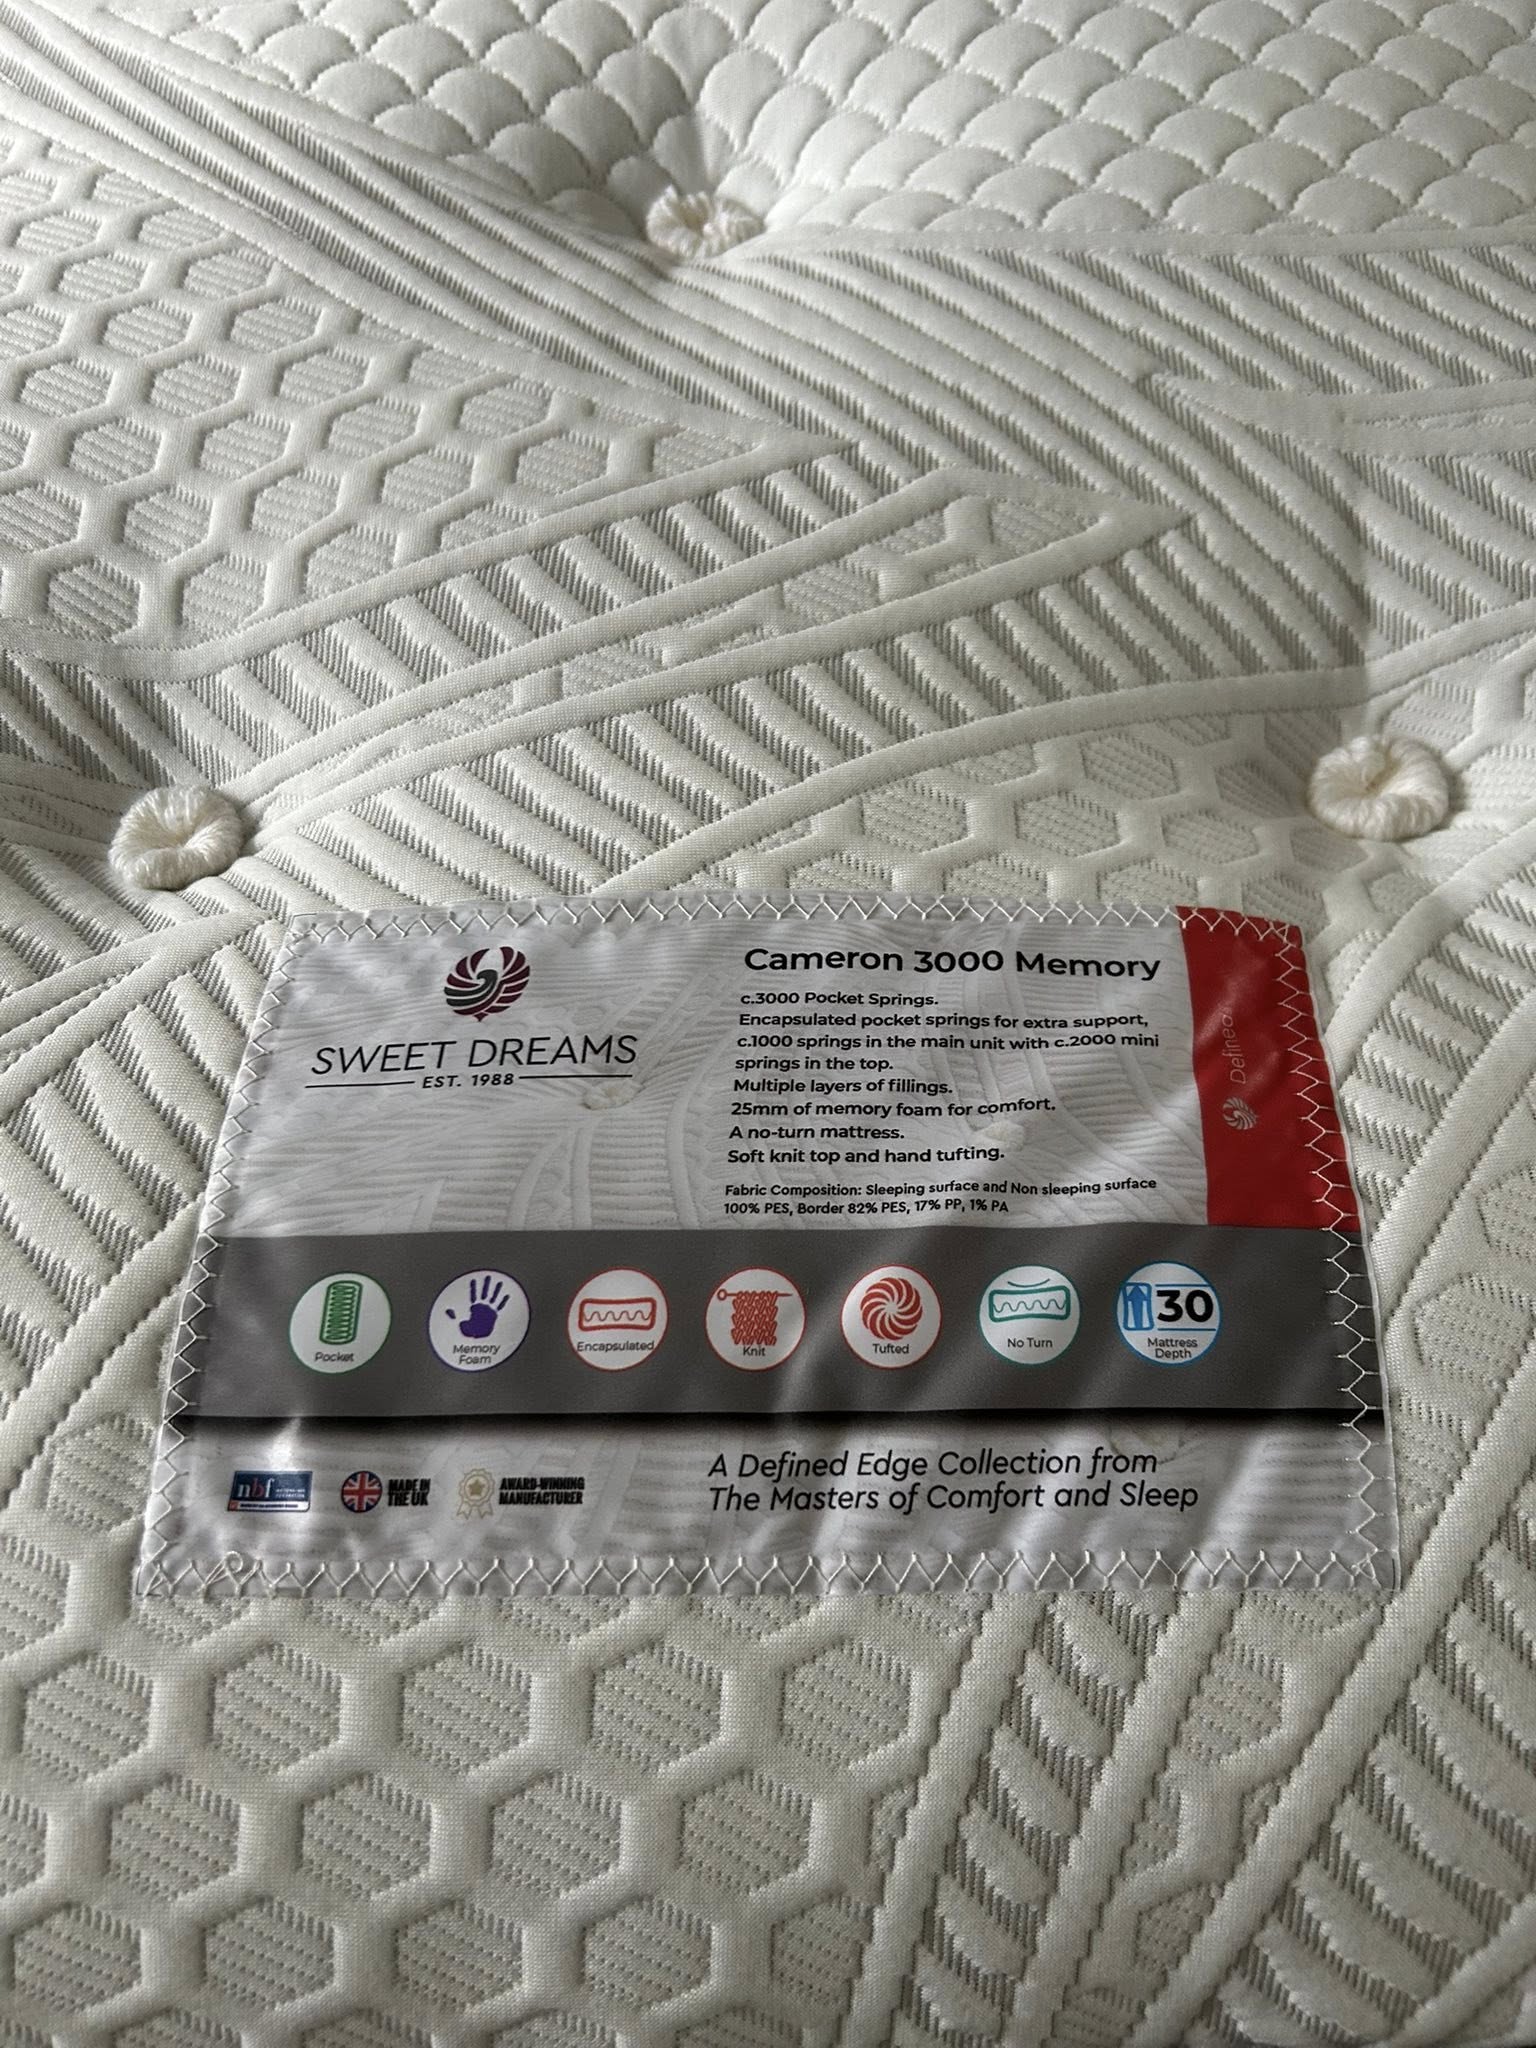 SWEET DREAMS
EST. 1988
Cameron 3000 Memory
c.3000 Pocket Springs.
Encapsulated pocket springs for extra support,
c.1000 springs in the main unit with c.2000 mini
springs in the top.
Multiple layers of fillings.
25mm of memory foam for comfort.
A no-turn mattress.
Soft knit top and hand tufting.
Fabric Composition: Sleeping surface and Non sleeping surface
100% PES, Border 82% PES, 17% PP, 1% PA
Defined
Pocket
Memory
Foam
Encapsulated
Knit
Tufted
No Turn
30
Mattress
Depth
nbf
MADE IN
THE UK
AWARD-WINNING
MANUFACTURER
A Defined Edge Collection from
The Masters of Comfort and Sleep